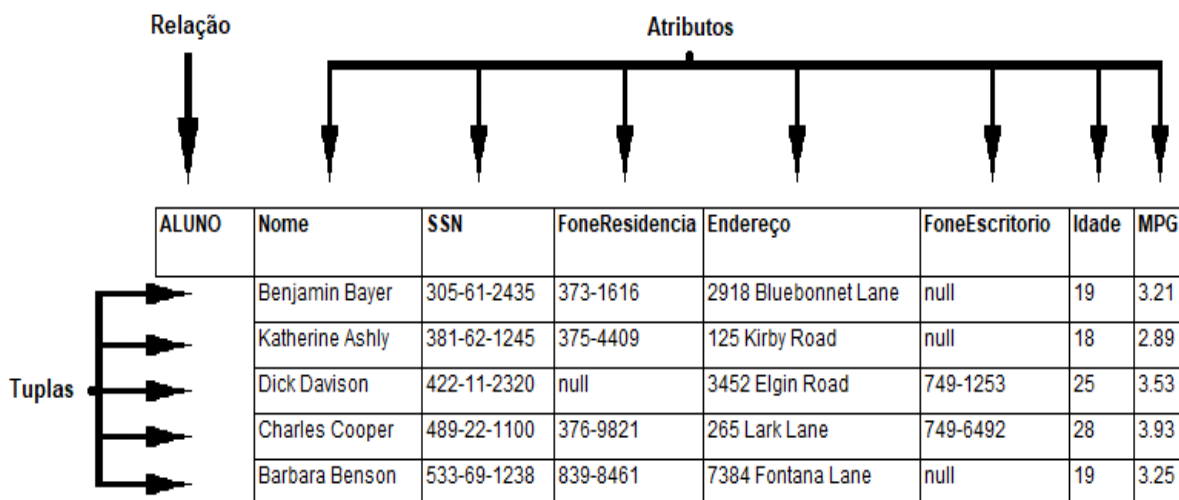 Relação Atributos
ALUNO Nome SSN FoneResidencia Endereço FoneEscritorio Idade MPG
Benjamin Bayer 305-61-2435 373-1616 2918 Bluebonnet Lane null 19 3.21
Katherine Ashly 381-62-1245 375-4409 125 Kirby Road null 18 2.89
Tuplas Dick Davison 422-11-2320 null 3452 Elgin Road 749-1253 25 3.53
Charles Cooper 489-22-1100 376-9821 265 Lark Lane 749-6492 28 3.93
Barbara Benson 533-69-1238 839-8461 7384 Fontana Lane null 19 3.25